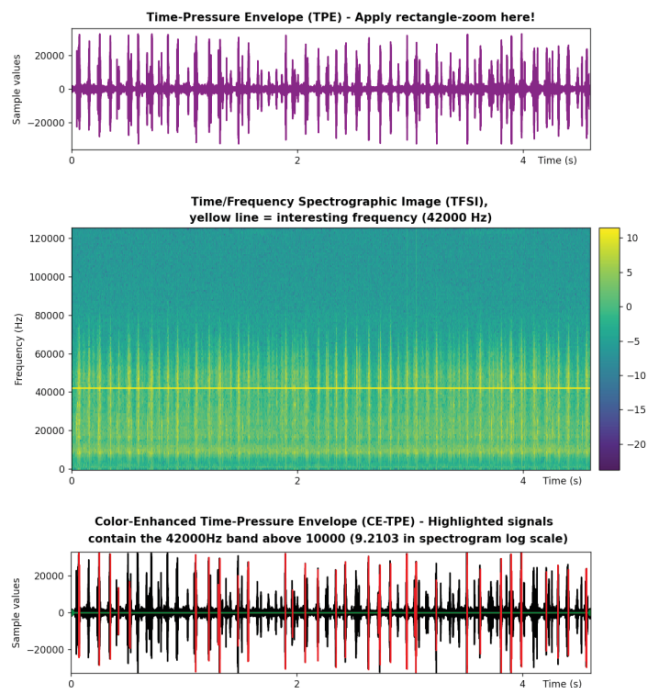 Time-Pressure Envelope (TPE) - Apply rectangle-zoom here!
Sample values
20000
0
−20000
0
2
4
Time (s)
Time/Frequency Spectrographic Image (TFSI),
yellow line = interesting frequency (42000 Hz)
Frequency (Hz)
120000
100000
80000
60000
40000
20000
0
0
2
4
Time (s)
10
5
0
−5
−10
−15
−20
Color-Enhanced Time-Pressure Envelope (CE-TPE) - Highlighted signals
contain the 42000Hz band above 10000 (9.2103 in spectrogram log scale)
Sample values
20000
0
−20000
0
2
4
Time (s)